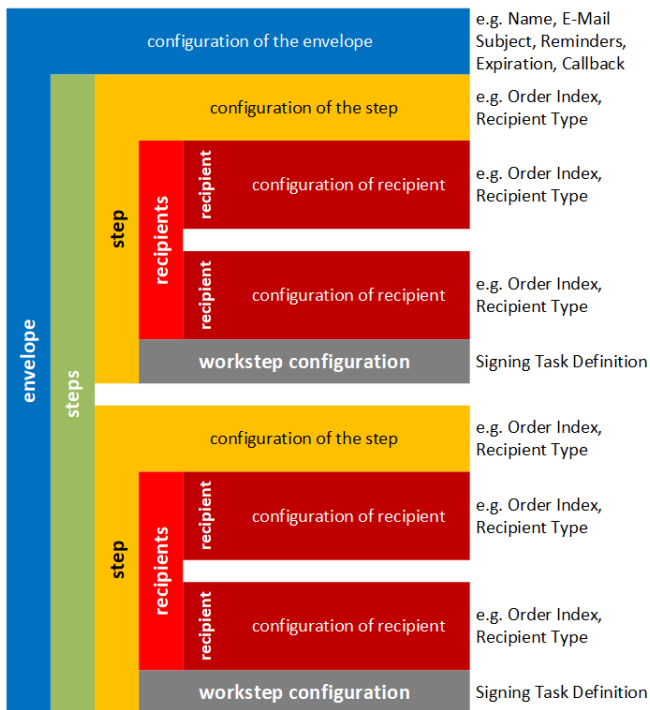 configuration of the envelope
e.g. Name, E-Mail
Subject, Reminders,
Expiration, Callback
configuration of the step
e.g. Order Index,
Recipient Type
recipient
configuration of recipient
e.g. Order Index,
Recipient Type
step
recipients
recipient
configuration of recipient
e.g. Order Index,
Recipient Type
envelope
steps
workstep configuration
Signing Task Definition
configuration of the step
e.g. Order Index,
Recipient Type
recipient
configuration of recipient
e.g. Order Index,
Recipient Type
step
recipients
recipient
configuration of recipient
e.g. Order Index,
Recipient Type
workstep configuration
Signing Task Definition